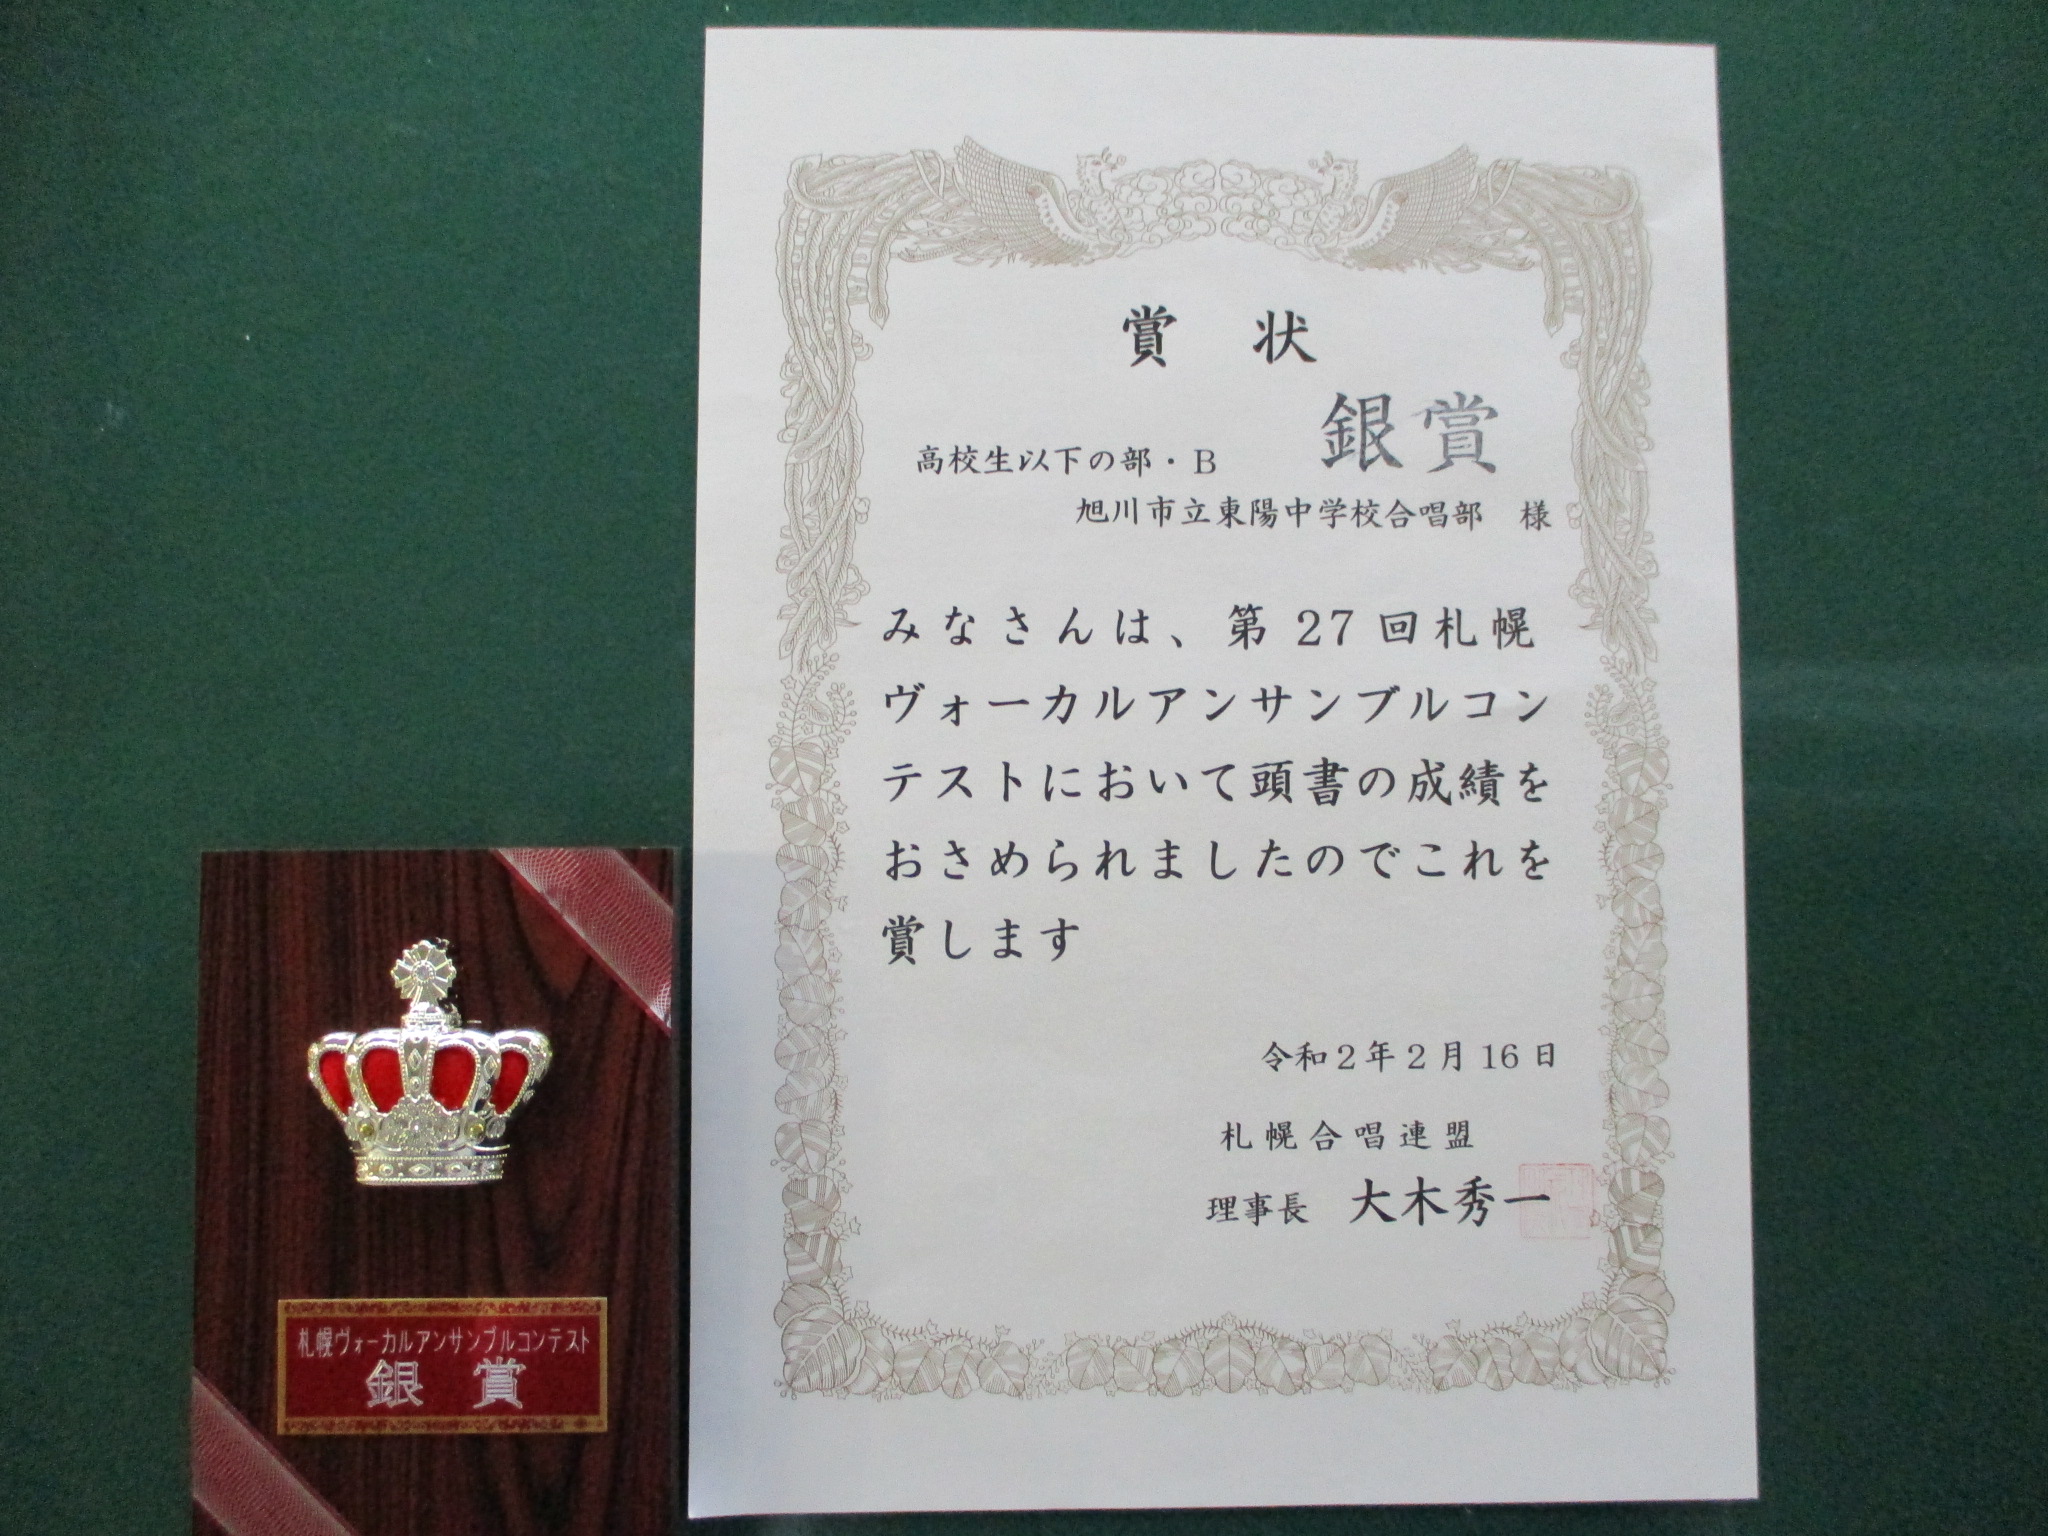 賞状
銀賞
高校生以下の部・B
旭川市立東陽中学校合唱部 様
みなさんは、第27回札幌
ヴォーカルアンサンブルコン
テストにおいて頭書の成績を
おさめられましたのでこれを
賞します
令和2年2月16日
札幌合唱連盟
理事長 大木秀一
札幌ヴォーカルアンサンブルコンテスト
銀賞